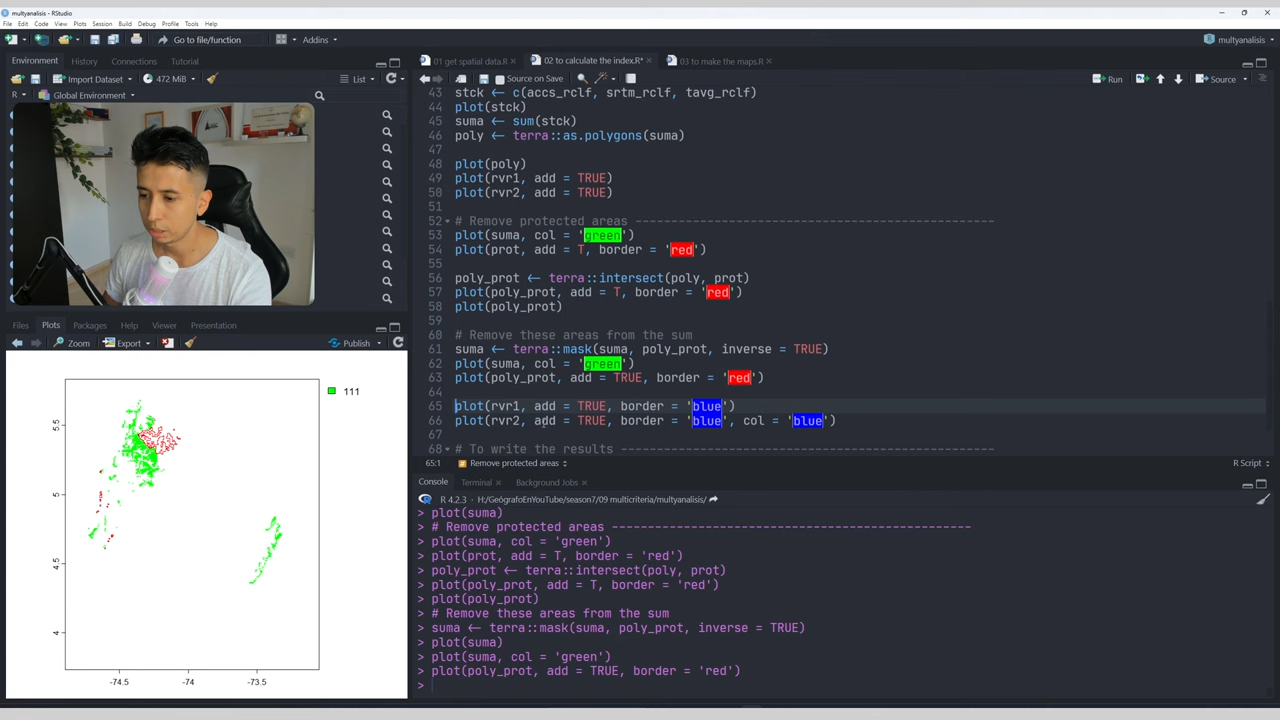 multyanalisis - RStudio
File Edit Code View Plots Session Build Debug Profile Tools Help
Go to file/function Addins multyanalisis
Environment History Connections Tutorial
Import Dataset 472 MiB List
R Global Environment
Files Plots Packages Help Viewer Presentation
Zoom Export Publish
111
5.5
5
4.5
4
-74.5 -74 -73.5
01 get spatial data.R 02 to calculate the index.R* 03 to make the maps.R
Source on Save Run Source
43 stck <- c(accs_rclf, srtm_rclf, tavg_rclf)
44 plot(stck)
45 suma <- sum(stck)
46 poly <- terra::as.polygons(suma)
47
48 plot(poly)
49 plot(rvr1, add = TRUE)
50 plot(rvr2, add = TRUE)
51
52 # Remove protected areas --------------------------------------------------
53 plot(suma, col = 'green')
54 plot(prot, add = T, border = 'red')
55
56 poly_prot <- terra::intersect(poly, prot)
57 plot(poly_prot, add = T, border = 'red')
58 plot(poly_prot)
59
60 # Remove these areas from the sum
61 suma <- terra::mask(suma, poly_prot, inverse = TRUE)
62 plot(suma, col = 'green')
63 plot(poly_prot, add = TRUE, border = 'red')
64
65 plot(rvr1, add = TRUE, border = 'blue')
66 plot(rvr2, add = TRUE, border = 'blue', col = 'blue')
67
68 # To write the results ----------------------------------------------------
65:1 # Remove protected areas R Script
Console Terminal Background Jobs
R 4.2.3 · H:/GeógrafoEnYouTube/season7/09 multicriteria/multyanalisis/
> plot(suma)
> # Remove protected areas --------------------------------------------------
> plot(suma, col = 'green')
> plot(prot, add = T, border = 'red')
> poly_prot <- terra::intersect(poly, prot)
> plot(poly_prot, add = T, border = 'red')
> plot(poly_prot)
> # Remove these areas from the sum
> suma <- terra::mask(suma, poly_prot, inverse = TRUE)
> plot(suma)
> plot(suma, col = 'green')
> plot(poly_prot, add = TRUE, border = 'red')
>